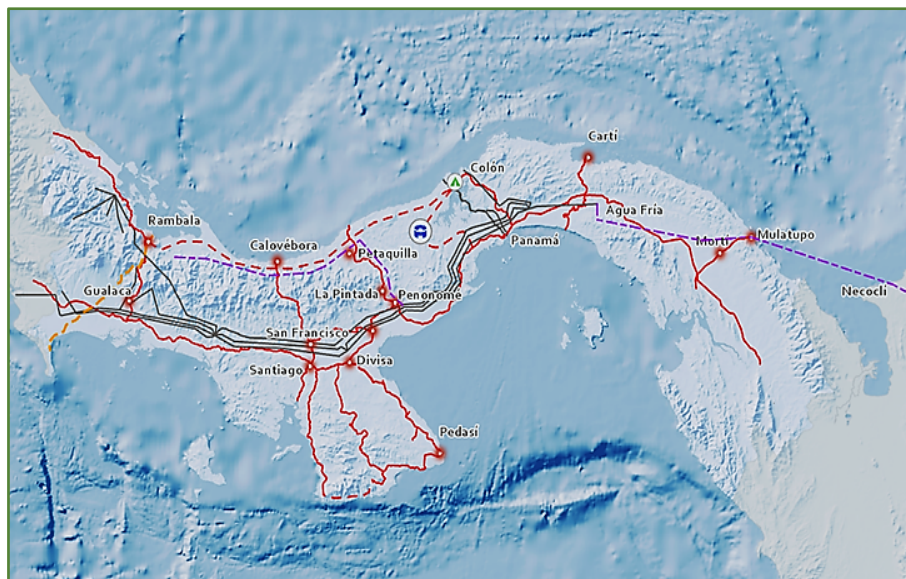 Cartí
Colón
Agua Fría
Rambala
Calovébora
Petaquilla
Panamá
Mortí
Mulatupo
Necoclí
Gualaca
La Pintada
Penonomé
San Francisco
Santiago
Divisa
Pedasí